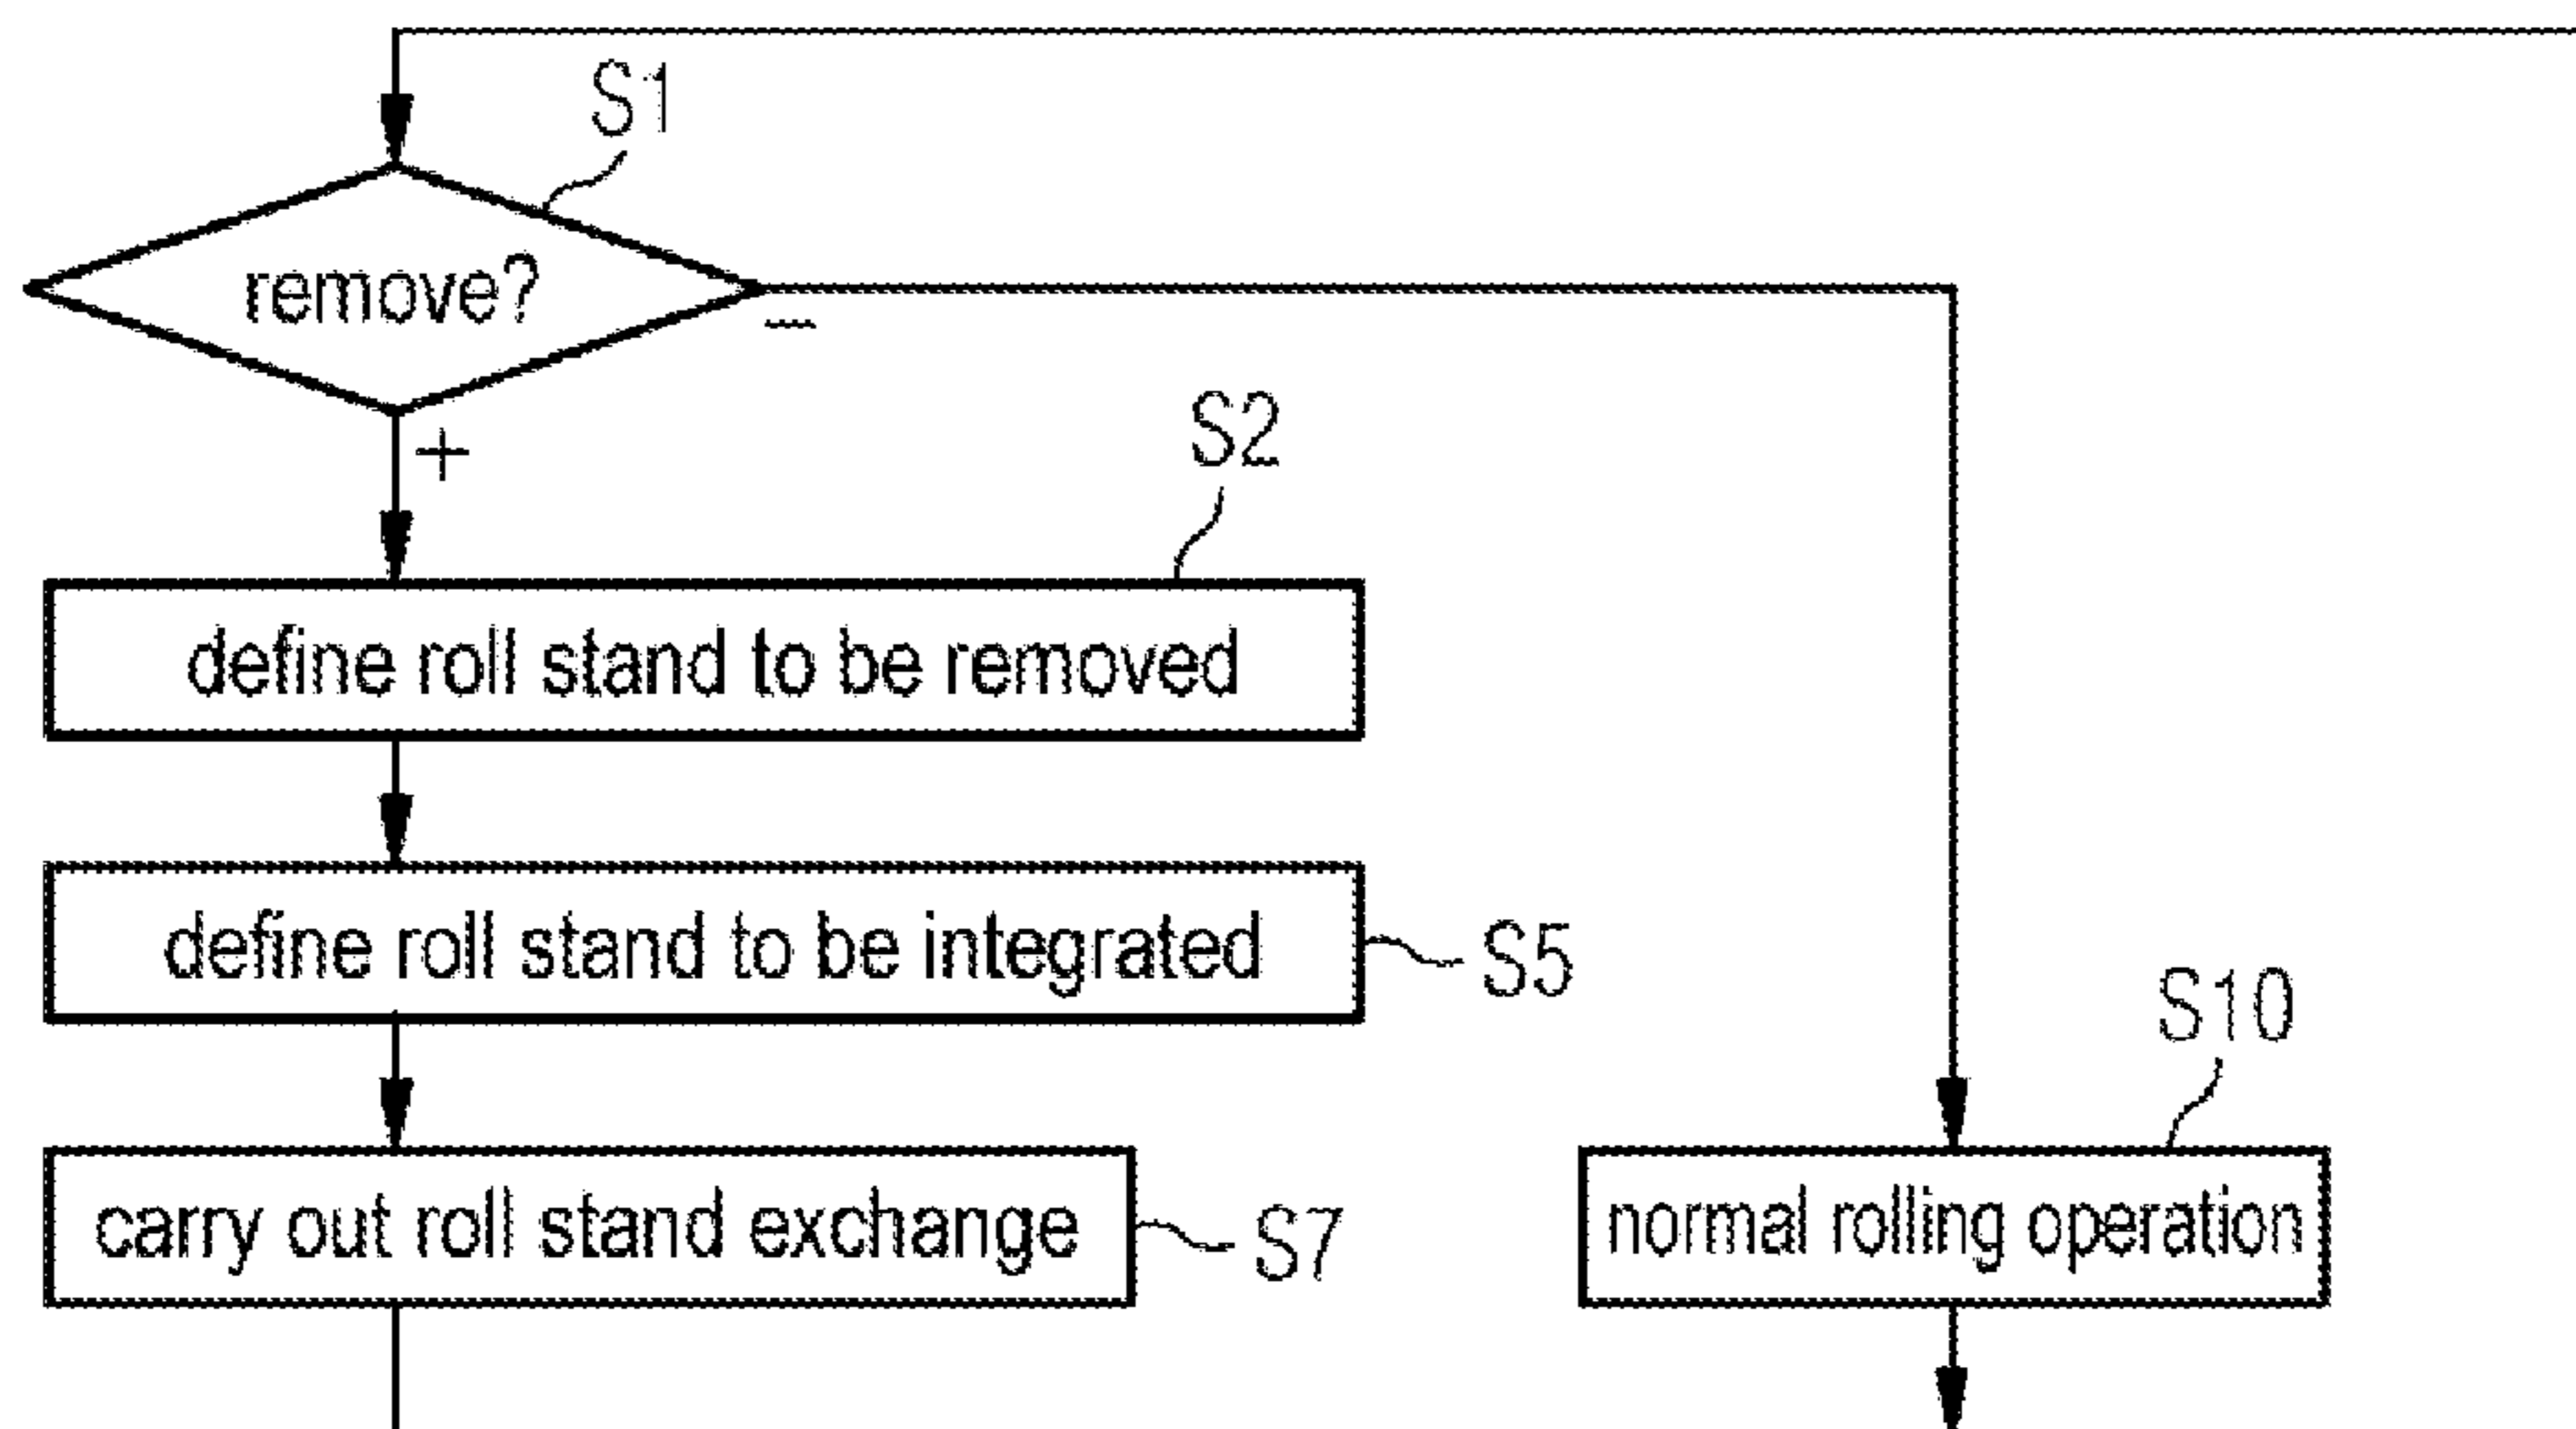 S1
remove?
−
+
S2
define roll stand to be removed
define roll stand to be integrated
S5
S10
carry out roll stand exchange
S7
normal rolling operation